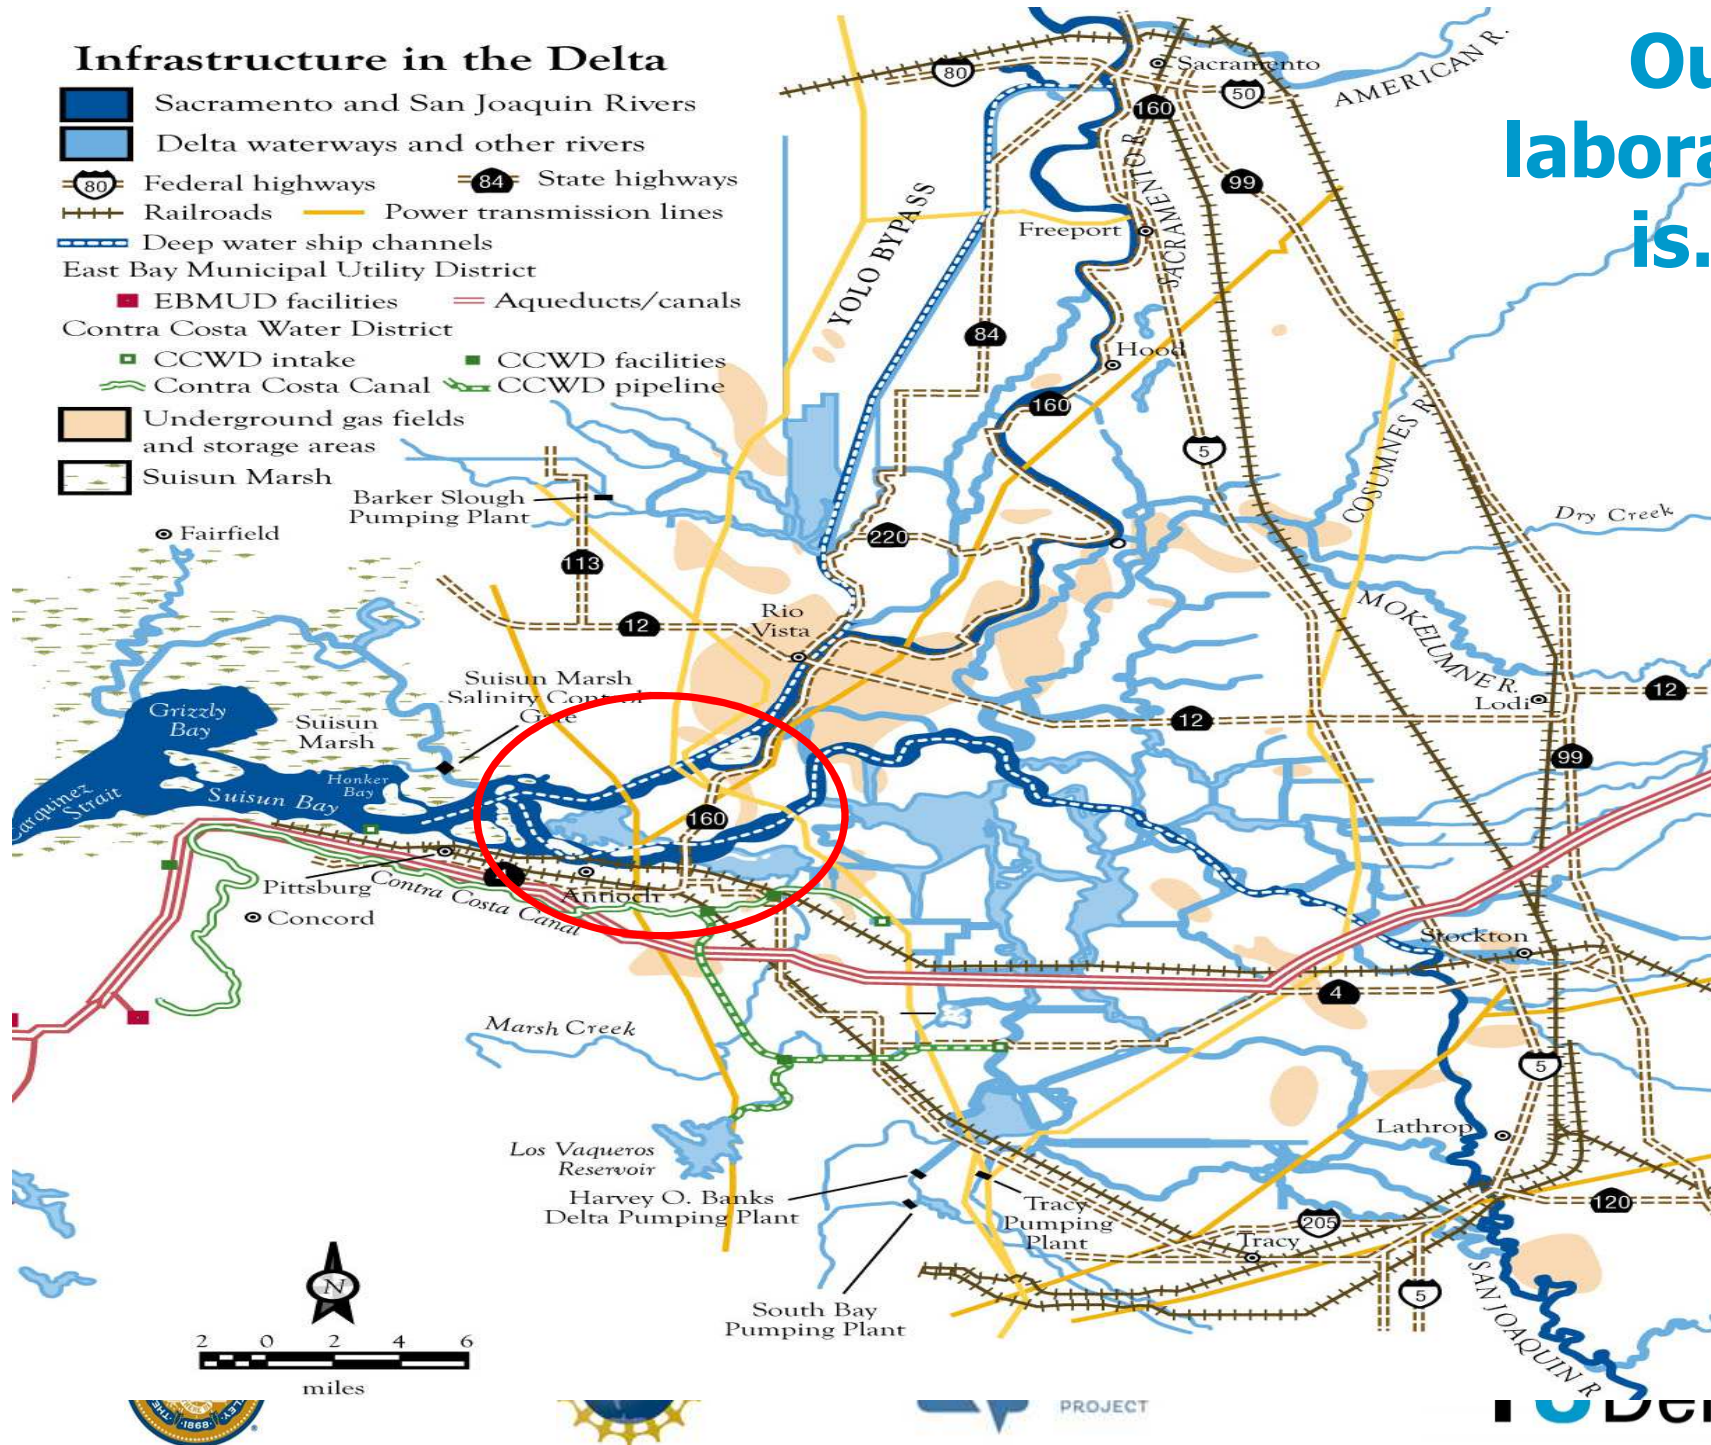 Infrastructure in the Delta
Sacramento and San Joaquin Rivers
Delta waterways and other rivers
80 Federal highways 84 State highways
Railroads Power transmission lines
Deep water ship channels
East Bay Municipal Utility District
EBMUD facilities Aqueducts/canals
Contra Costa Water District
CCWD intake CCWD facilities
Contra Costa Canal CCWD pipeline
Underground gas fields
and storage areas
Suisun Marsh
Ou
labora
is.
80
Sacramento
50
AMERICAN R.
160
SACRAMENTO R.
99
YOLO BYPASS
Freeport
84
Hood
160
5
COSUMNES R.
Barker Slough
Pumping Plant
Dry Creek
Fairfield
220
113
MOKELUMNE R.
12
Rio
Vista
Suisun Marsh
Salinity Control
Gate
12
Lodi
12
99
Grizzly
Bay
Suisun
Marsh
Honker
Bay
Suisun Bay
Carquinez
Strait
160
Pittsburg
Contra Costa Canal
Antioch
Concord
Stockton
4
Marsh Creek
5
Lathrop
Los Vaqueros
Reservoir
Harvey O. Banks
Delta Pumping Plant
Tracy
Pumping
Plant
120
205
Tracy
5
SAN JOAQUIN R.
South Bay
Pumping Plant
N
2 0 2 4 6
miles
1868
PROJECT